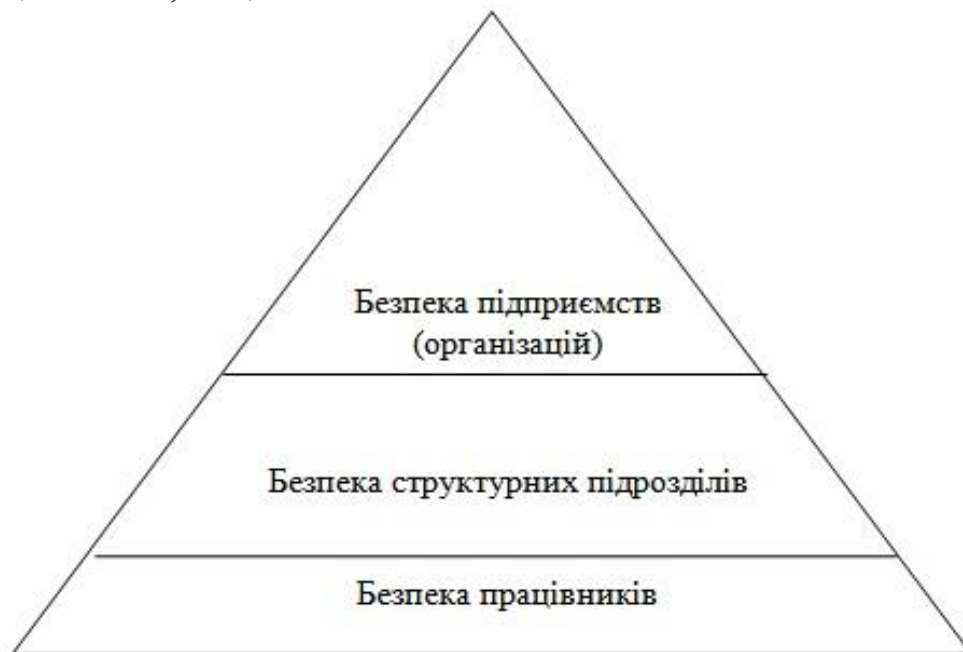 Безпека підприємств
(організацій)
Безпека структурних підрозділів
Безпека працівників